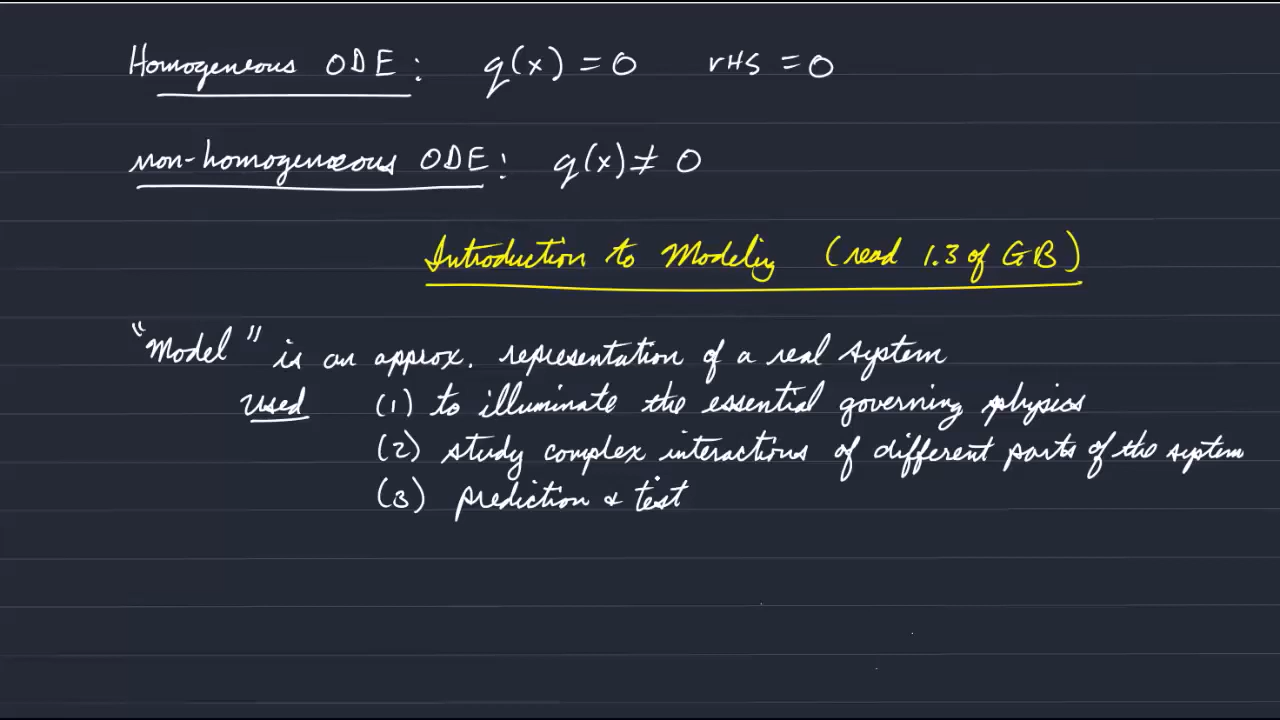 Homogeneous ODE: q(x) = 0 rHS = 0
non-homogeneous ODE: q(x) ≠ 0
Introduction to Modeling (read 1.3 of GB)
"Model" is an approx. representation of a real system
Used (1) to illuminate the essential governing physics
(2) study complex interactions of different parts of the system
(3) prediction & test